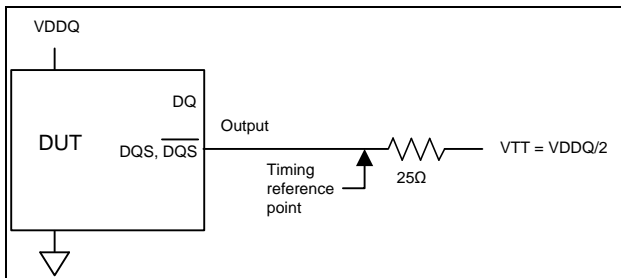 VDDQ
DQ
Output
DUT
DQS, DQS
VTT = VDDQ/2
Timing
reference
point
25Ω